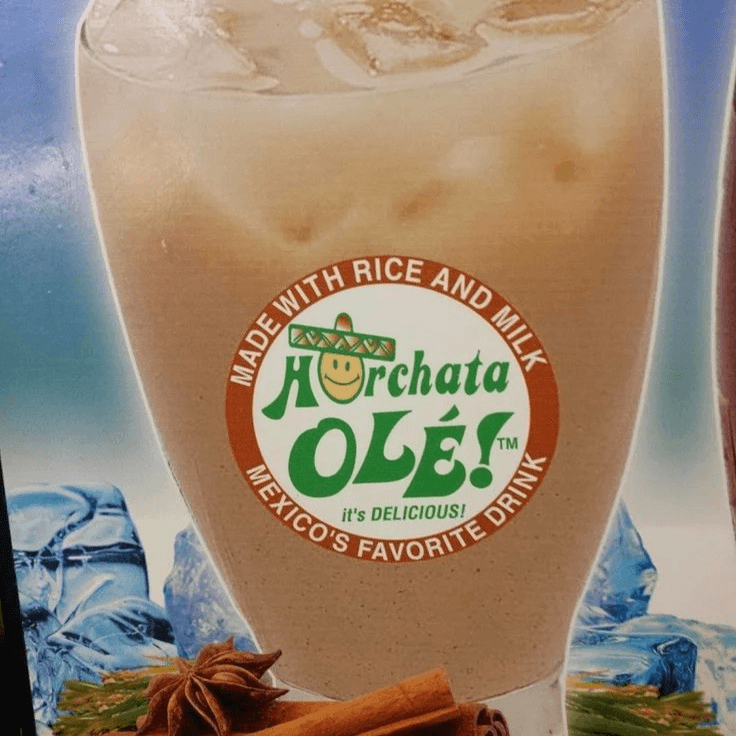 MADE WITH RICE AND MILK
Horchata
OLÉ!™
it's DELICIOUS!
MEXICO'S FAVORITE DRINK